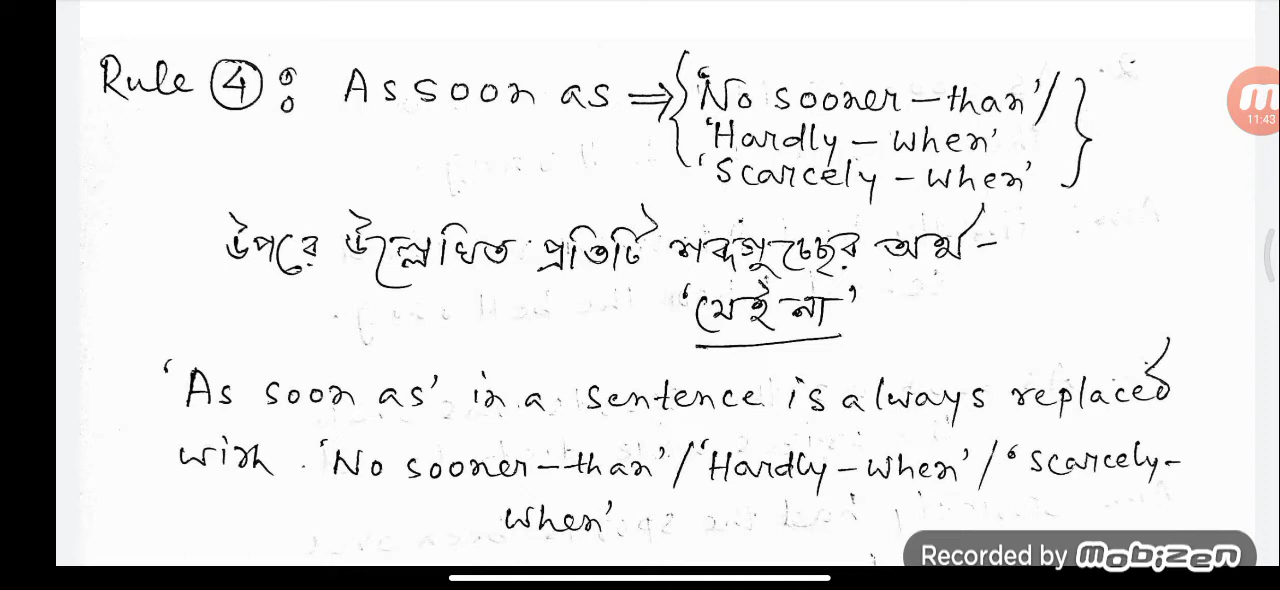 Rule ④: As soon as ⇒ {'No sooner – than'/
'Hardly – when'
'Scarcely – when'}
উপরে উল্লেখিত প্রতিটি শব্দগুচ্ছের অর্থ –
'যেই না'
'As soon as' in a sentence is always replaced
with. 'No sooner – than' / 'Hardly – when' / 'Scarcely –
when'
11:43
Recorded by mobizen